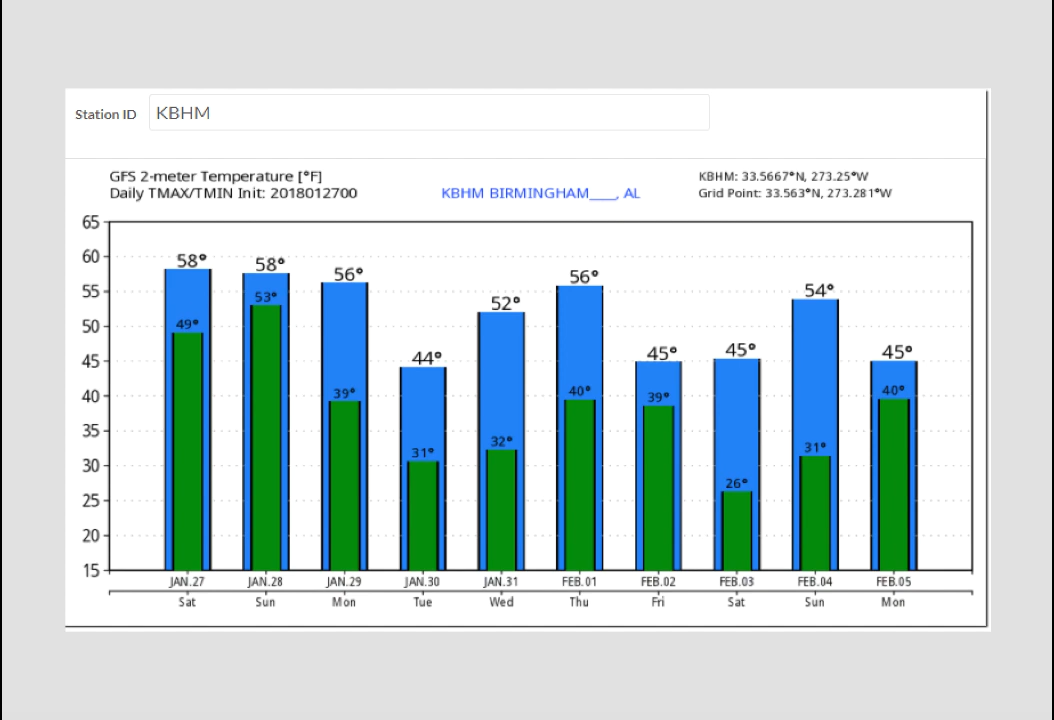 Station ID KBHM
GFS 2-meter Temperature [°F]
Daily TMAX/TMIN Init: 2018012700
KBHM BIRMINGHAM___, AL
KBHM: 33.5667°N, 273.25°W
Grid Point: 33.563°N, 273.281°W
65
60
55
50
45
40
35
30
25
20
15
58° 58° 56° 44° 52° 56° 45° 45° 54° 45°
49° 53° 39° 31° 32° 40° 39° 26° 31° 40°
JAN.27 JAN.28 JAN.29 JAN.30 JAN.31 FEB.01 FEB.02 FEB.03 FEB.04 FEB.05
Sat Sun Mon Tue Wed Thu Fri Sat Sun Mon